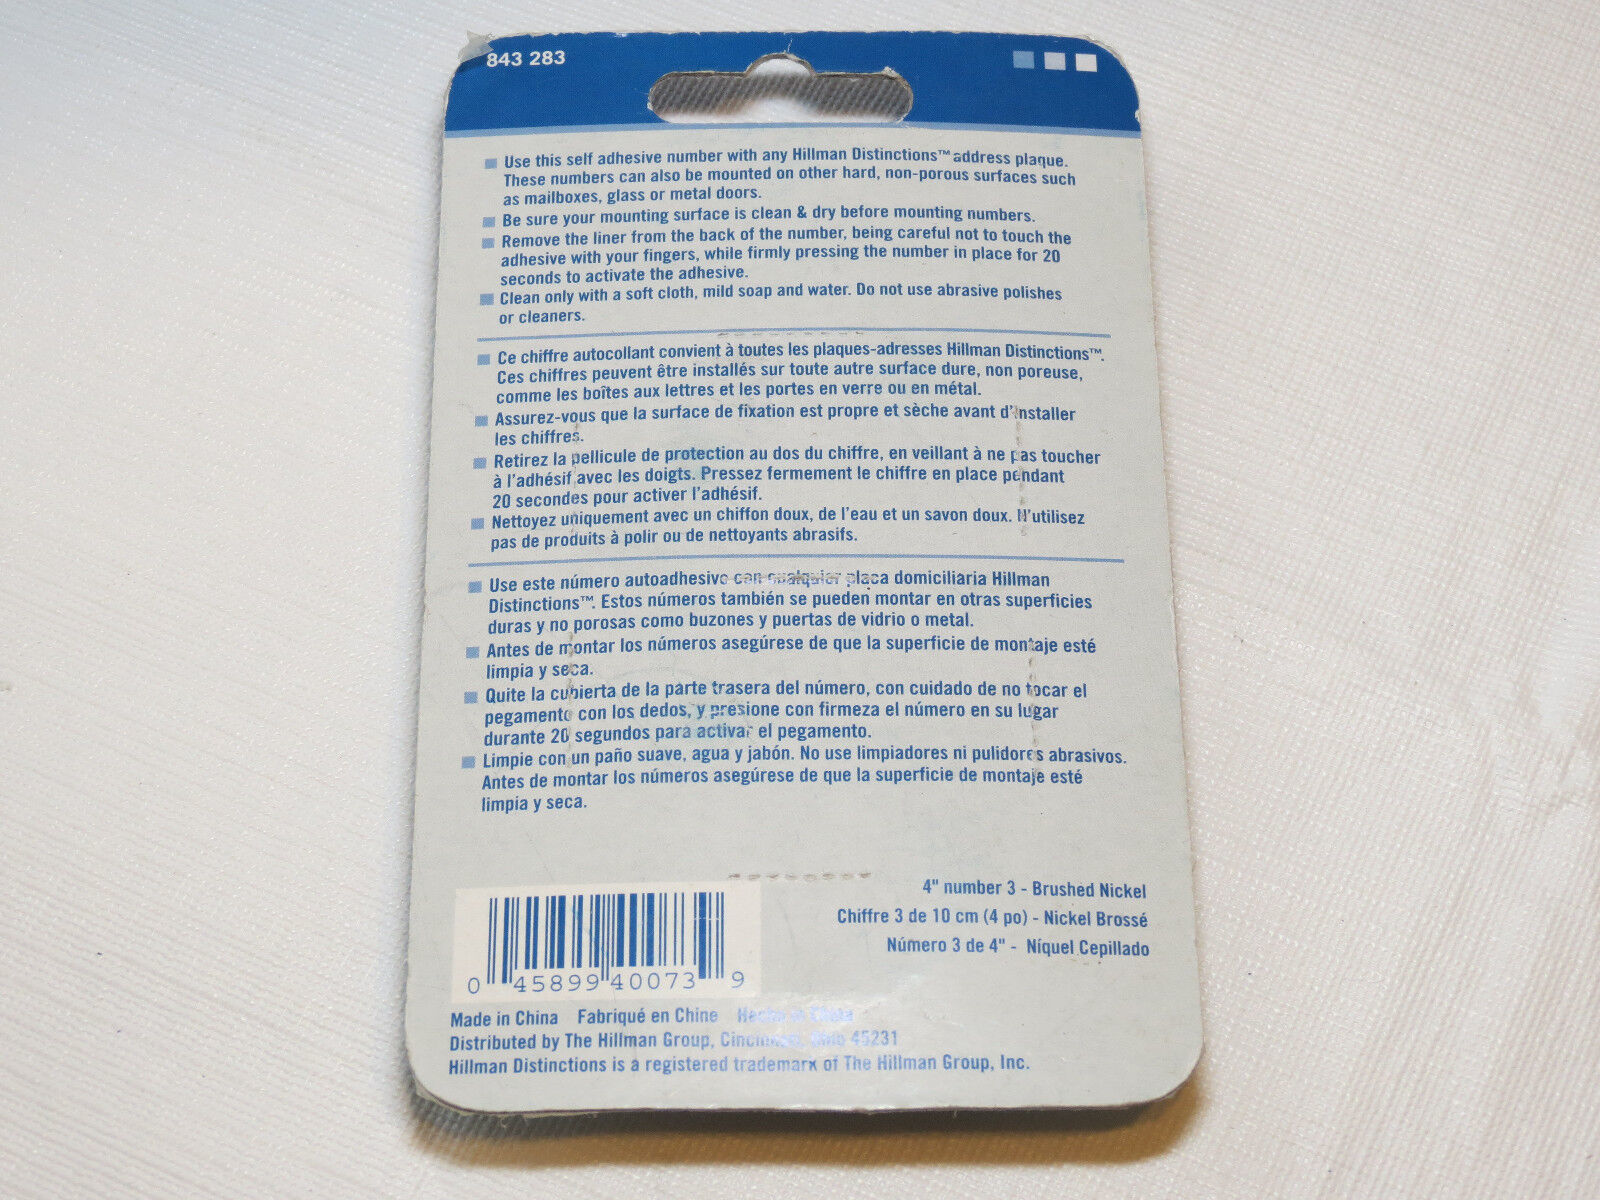 843 283
Use this self adhesive number with any Hillman Distinctions™ address plaque.
These numbers can also be mounted on other hard, non-porous surfaces such
as mailboxes, glass or metal doors.
Be sure your mounting surface is clean & dry before mounting numbers.
Remove the liner from the back of the number, being careful not to touch the
adhesive with your fingers, while firmly pressing the number in place for 20
seconds to activate the adhesive.
Clean only with a soft cloth, mild soap and water. Do not use abrasive polishes
or cleaners.
Ce chiffre autocollant convient à toutes les plaques-adresses Hillman Distinctions™.
Ces chiffres peuvent être installés sur toute autre surface dure, non poreuse,
comme les boîtes aux lettres et les portes en verre ou en métal.
Assurez-vous que la surface de fixation est propre et sèche avant d'installer
les chiffres.
Retirez la pellicule de protection au dos du chiffre, en veillant à ne pas toucher
à l'adhésif avec les doigts. Pressez fermement le chiffre en place pendant
20 secondes pour activer l'adhésif.
Nettoyez uniquement avec un chiffon doux, de l'eau et un savon doux. N'utilisez
pas de produits à polir ou de nettoyants abrasifs.
Use este número autoadhesivo con cualquier placa domiciliaria Hillman
Distinctions™. Estos números también se pueden montar en otras superficies
duras y no porosas como buzones y puertas de vidrio o metal.
Antes de montar los números asegúrese de que la superficie de montaje esté
limpia y seca.
Quite la cubierta de la parte trasera del número, con cuidado de no tocar el
pegamento con los dedos, y presione con firmeza el número en su lugar
durante 20 segundos para activar el pegamento.
Limpie con un paño suave, agua y jabón. No use limpiadores ni pulidores abrasivos.
Antes de montar los números asegúrese de que la superficie de montaje esté
limpia y seca.
4" number 3 - Brushed Nickel
Chiffre 3 de 10 cm (4 po) - Nickel Brossé
Número 3 de 4" - Níquel Cepillado
0 45899 40073 9
Made in China Fabriqué en Chine Hecho en China
Distributed by The Hillman Group, Cincinnati, Ohio 45231
Hillman Distinctions is a registered trademark of The Hillman Group, Inc.